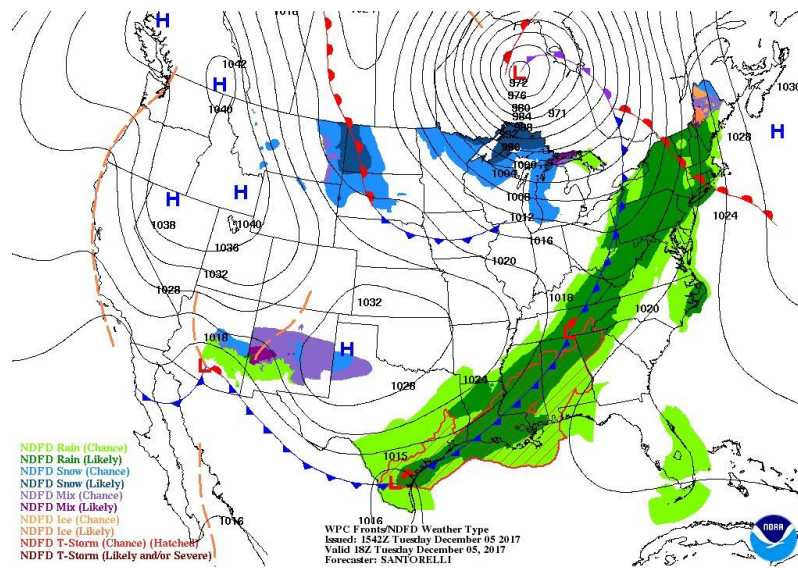 1018
1024
H
1042
H
1040
L
972
976
971
980
984
988
992
996
1000
1004
1008
1012
1016
1030
1028
H
1024
H
H
1038
1040
1036
1032
1028
1020
1032
1018
1020
1018
L
H
L
1028
1024
1015
L
1016
1016
NDFD Rain (Chance)
NDFD Rain (Likely)
NDFD Snow (Chance)
NDFD Snow (Likely)
NDFD Mix (Chance)
NDFD Mix (Likely)
NDFD Ice (Chance)
NDFD Ice (Likely)
NDFD T-Storm (Chance) (Hatched)
NDFD T-Storm (Likely and/or Severe)
WPC Fronts/NDFD Weather Type
Issued: 1542Z Tuesday December 05 2017
Valid 18Z Tuesday December 05, 2017
Forecaster: SANTORELLI
NOAA